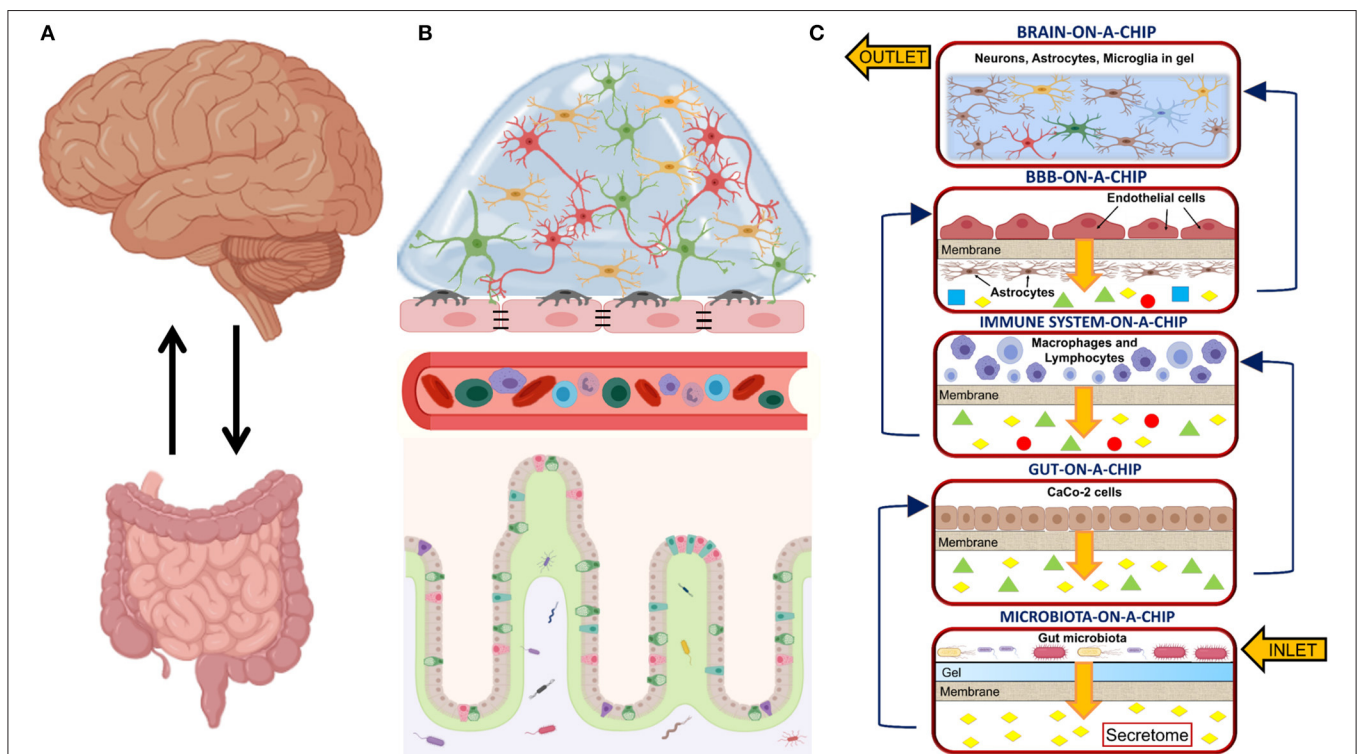 A
B
C
BRAIN-ON-A-CHIP
OUTLET
Neurons, Astrocytes, Microglia in gel
BBB-ON-A-CHIP
Endothelial cells
Membrane
Astrocytes
IMMUNE SYSTEM-ON-A-CHIP
Macrophages and
Lymphocytes
Membrane
GUT-ON-A-CHIP
CaCo-2 cells
Membrane
MICROBIOTA-ON-A-CHIP
Gut microbiota
INLET
Gel
Membrane
Secretome